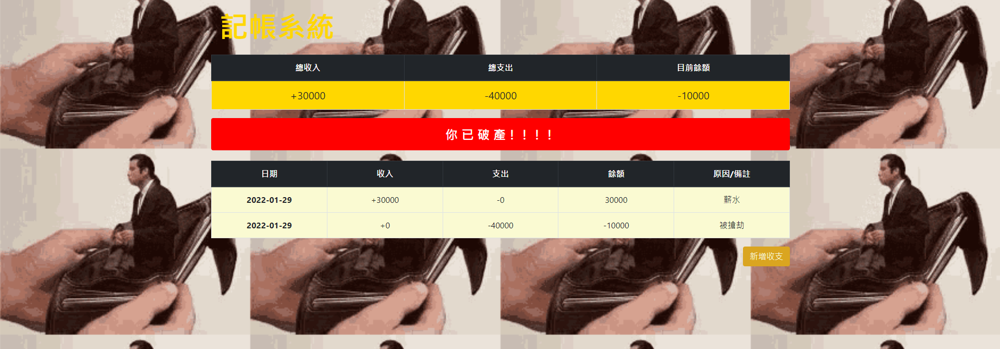 記帳系統
總收入 總支出 目前餘額
+30000 -40000 -10000
你已破產！！！！
日期 收入 支出 餘額 原因/備註
2022-01-29 +30000 -0 30000 薪水
2022-01-29 +0 -40000 -10000 被搶劫
新增收支